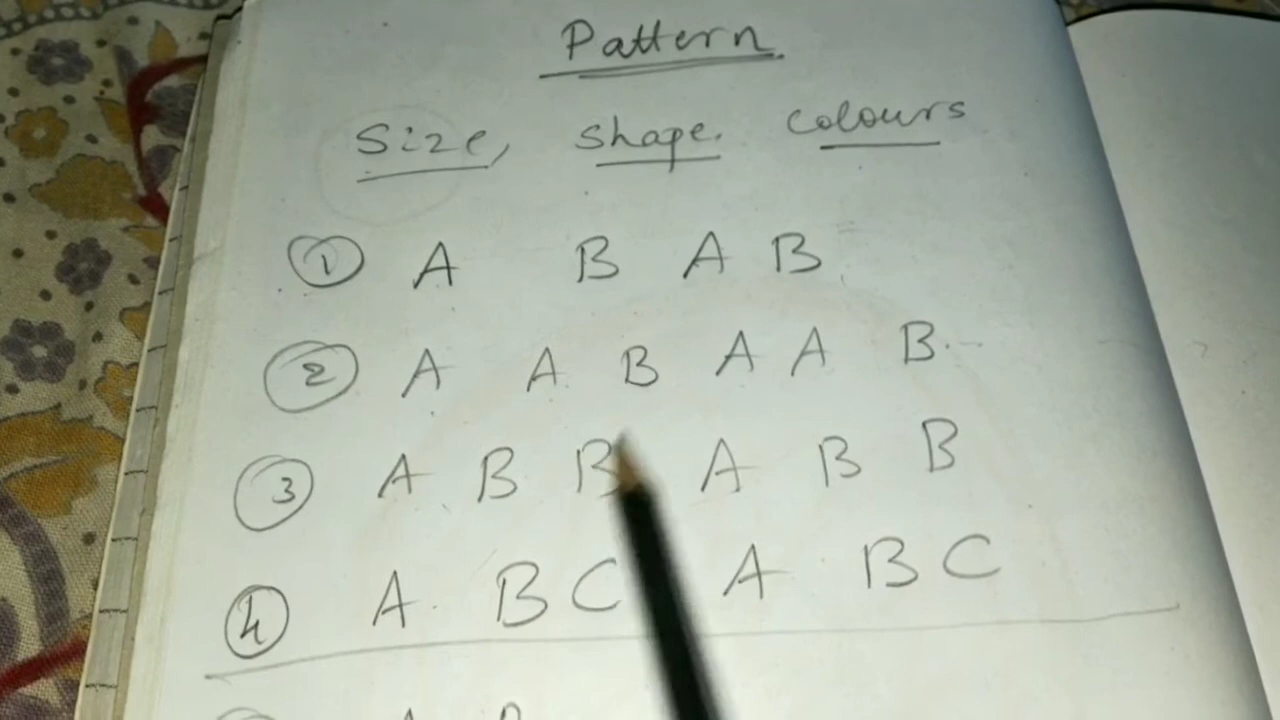 Pattern
Size, shape. colours
1 A B A B
2 A A B A A B
3 A B B A B B
4 A. B C A B C